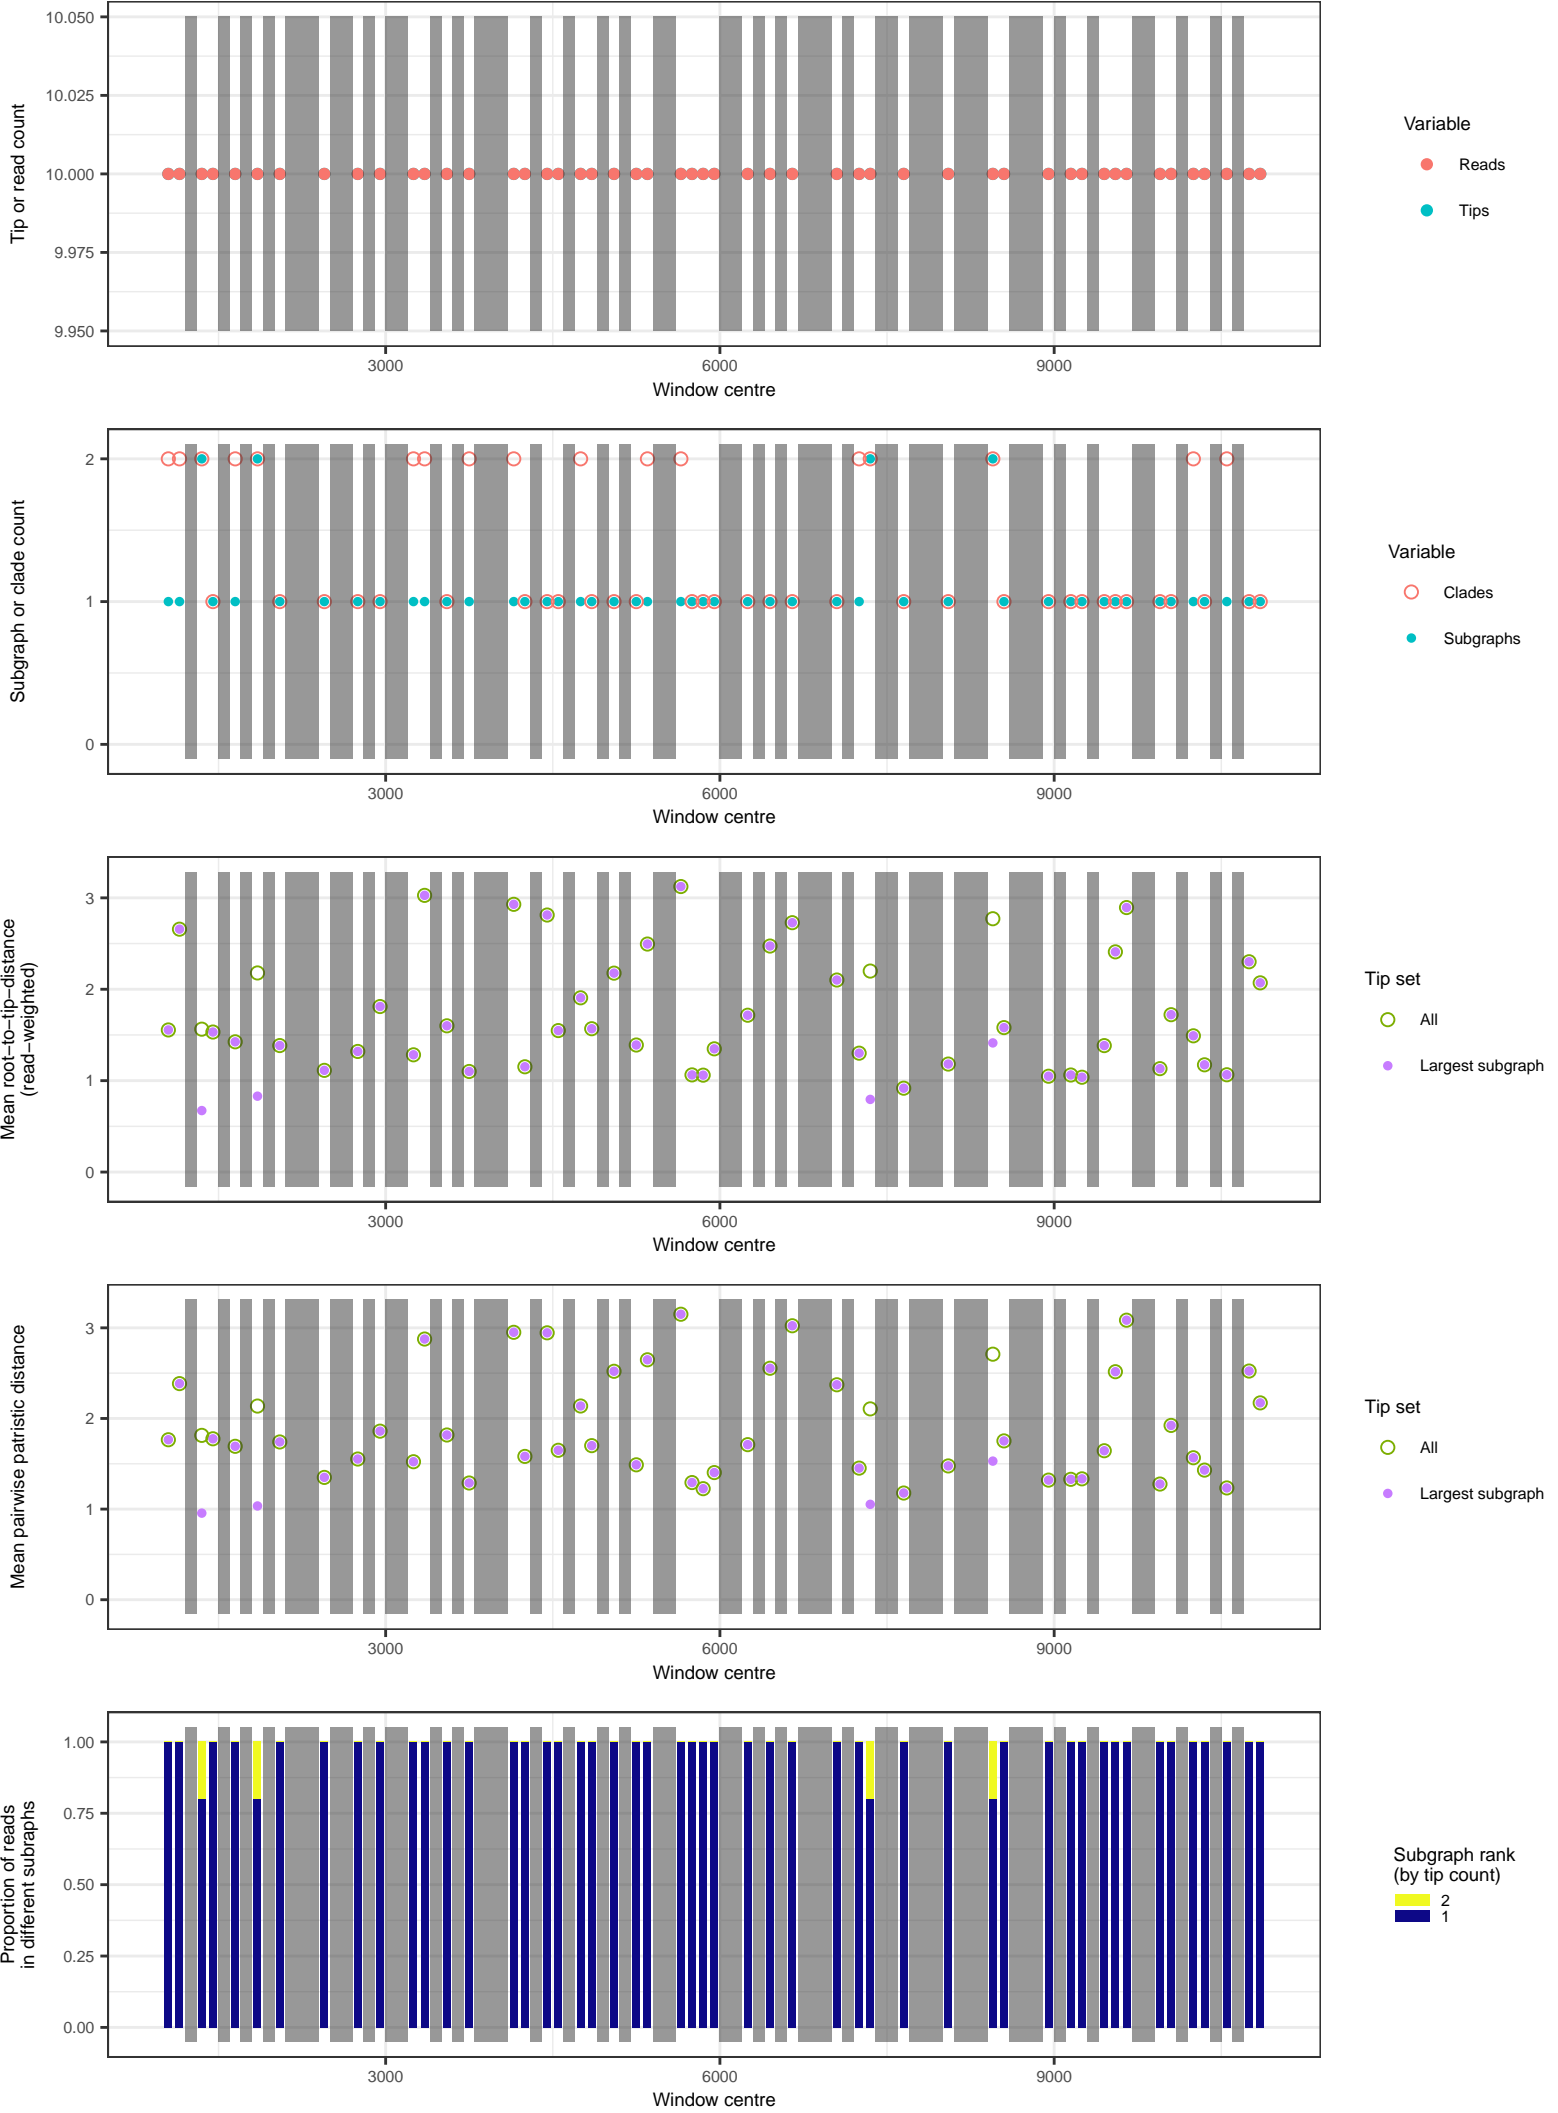 Tip or read count
10.050
10.025
10.000
9.975
9.950
3000
6000
9000
Window centre
Variable
Reads
Tips
Subgraph or clade count
2
1
0
3000
6000
9000
Window centre
Variable
Clades
Subgraphs
Mean root−to−tip−distance
(read−weighted)
3
2
1
0
3000
6000
9000
Window centre
Tip set
All
Largest subgraph
Mean pairwise patristic distance
3
2
1
0
3000
6000
9000
Window centre
Tip set
All
Largest subgraph
Proportion of reads
in different subraphs
1.00
0.75
0.50
0.25
0.00
3000
6000
9000
Window centre
Subgraph rank
(by tip count)
2
1